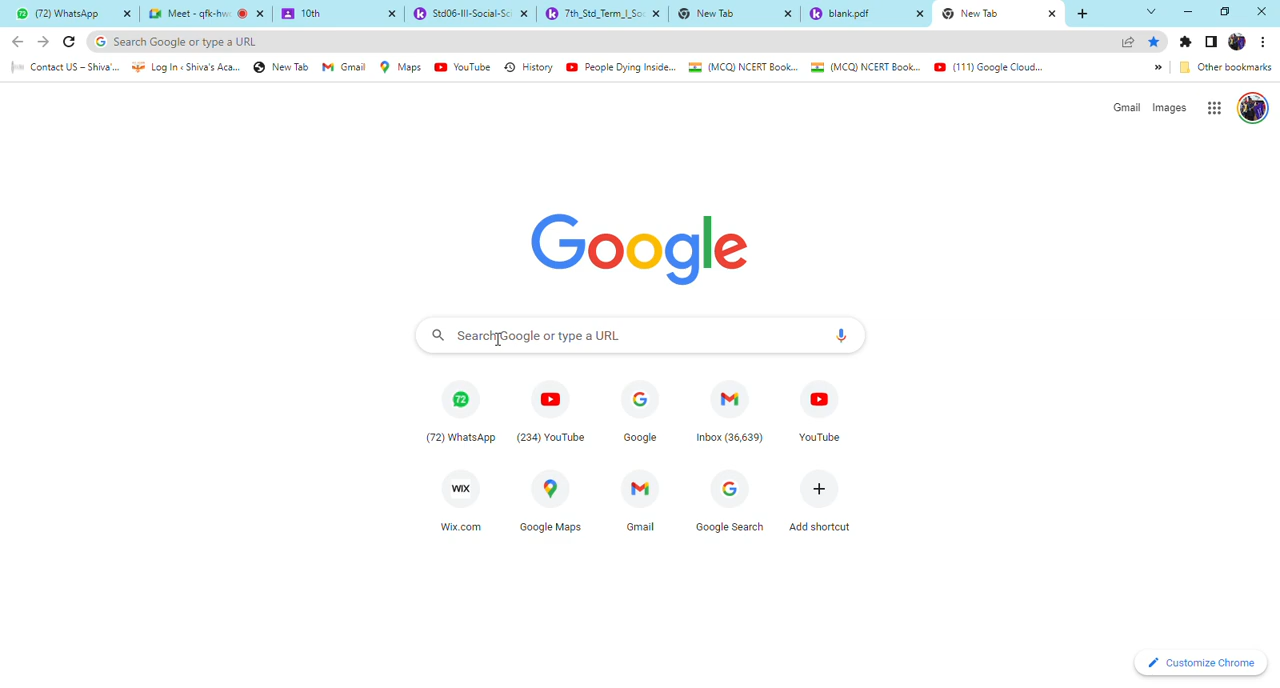 (72) WhatsApp Meet - qfk-hw 10th Std06-III-Social-Sc 7th_Std_Term_I_Soc New Tab blank.pdf New Tab
Search Google or type a URL
Contact US – Shiva'... Log In ‹ Shiva's Aca... New Tab Gmail Maps YouTube History People Dying Inside... (MCQ) NCERT Book... (MCQ) NCERT Book... (111) Google Cloud... » Other bookmarks
Gmail Images
Google
Search Google or type a URL
72
(72) WhatsApp (234) YouTube Google Inbox (36,639) YouTube
WIX
Wix.com Google Maps Gmail Google Search Add shortcut
Customize Chrome